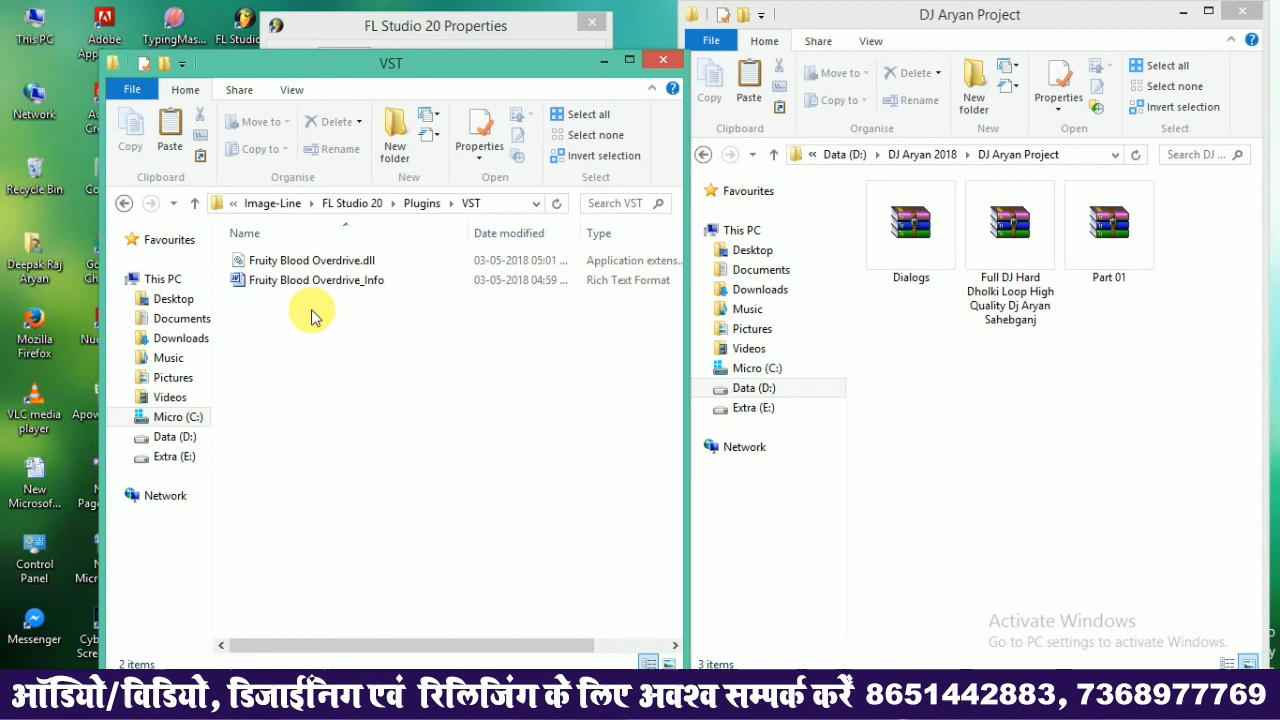 This PC
Adobe
TypingMas...
FL Studio
Network
Recycle Bin
Deepak Raj
Aryan
Mozilla
Firefox
VLC media
player
New
Microsof...
Control
Panel
Messenger
FL Studio 20 Properties
VST
File
Home
Share
View
Copy
Paste
Move to
Copy to
Delete
Rename
New
folder
Properties
Select all
Select none
Invert selection
Clipboard
Organise
New
Open
Select
Image-Line
FL Studio 20
Plugins
VST
Search VST
Name
Date modified
Type
Fruity Blood Overdrive.dll
03-05-2018 05:01 ...
Application extens...
Fruity Blood Overdrive_Info
03-05-2018 04:59 ...
Rich Text Format
Favourites
This PC
Desktop
Documents
Downloads
Music
Pictures
Videos
Micro (C:)
Data (D:)
Extra (E:)
Network
2 items
DJ Aryan Project
File
Home
Share
View
Copy
Paste
Move to
Copy to
Delete
Rename
New
folder
Properties
Select all
Select none
Invert selection
Clipboard
Organise
New
Open
Select
Data (D:)
DJ Aryan 2018
DJ Aryan Project
Search DJ ...
Favourites
This PC
Desktop
Documents
Downloads
Music
Pictures
Videos
Micro (C:)
Data (D:)
Extra (E:)
Network
Dialogs
Full DJ Hard
Dholki Loop High
Quality Dj Aryan
Sahebganj
Part 01
Activate Windows
Go to PC settings to activate Windows.
3 items
ऑडियो/विडियो, डिजाईनिंग एवं रिलिजिंग के लिए अवश्व सम्पर्क करें 8651442883, 7368977769